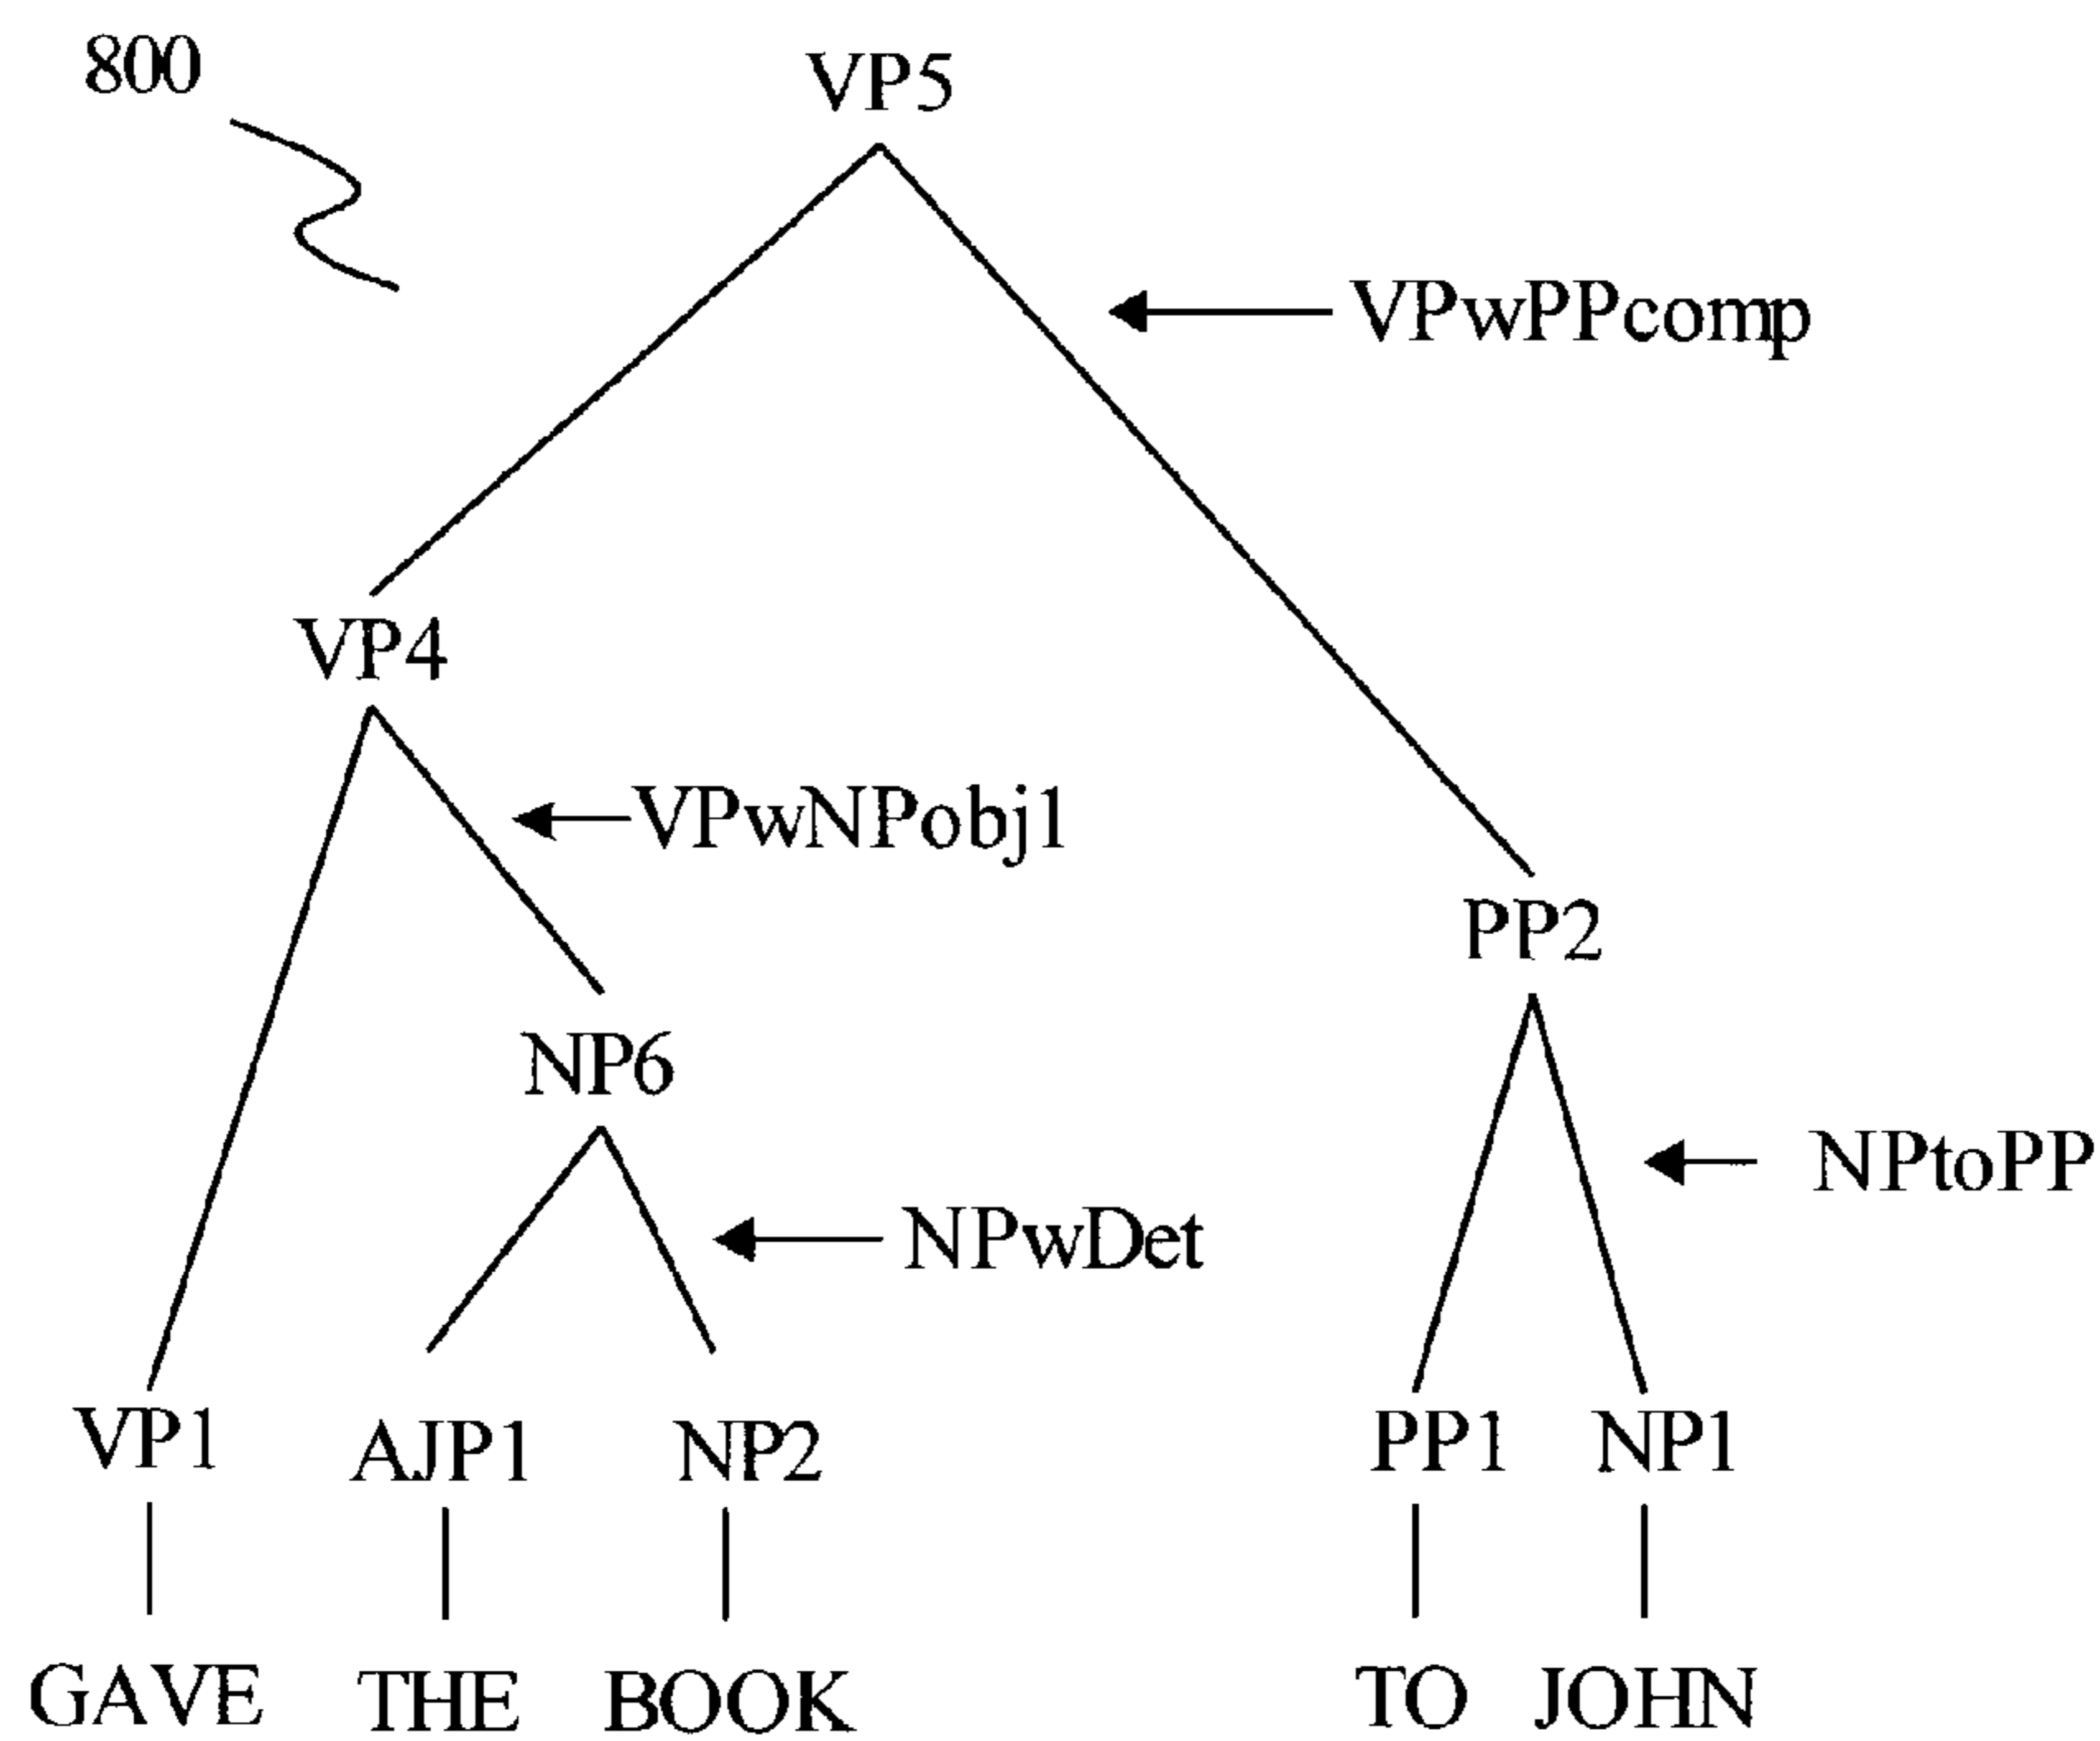 800
VP5
VPwPPcomp
VP4
VPwNPobj1
PP2
NP6
NPtoPP
NPwDet
VP1 AJP1 NP2 PP1 NP1
GAVE THE BOOK TO JOHN